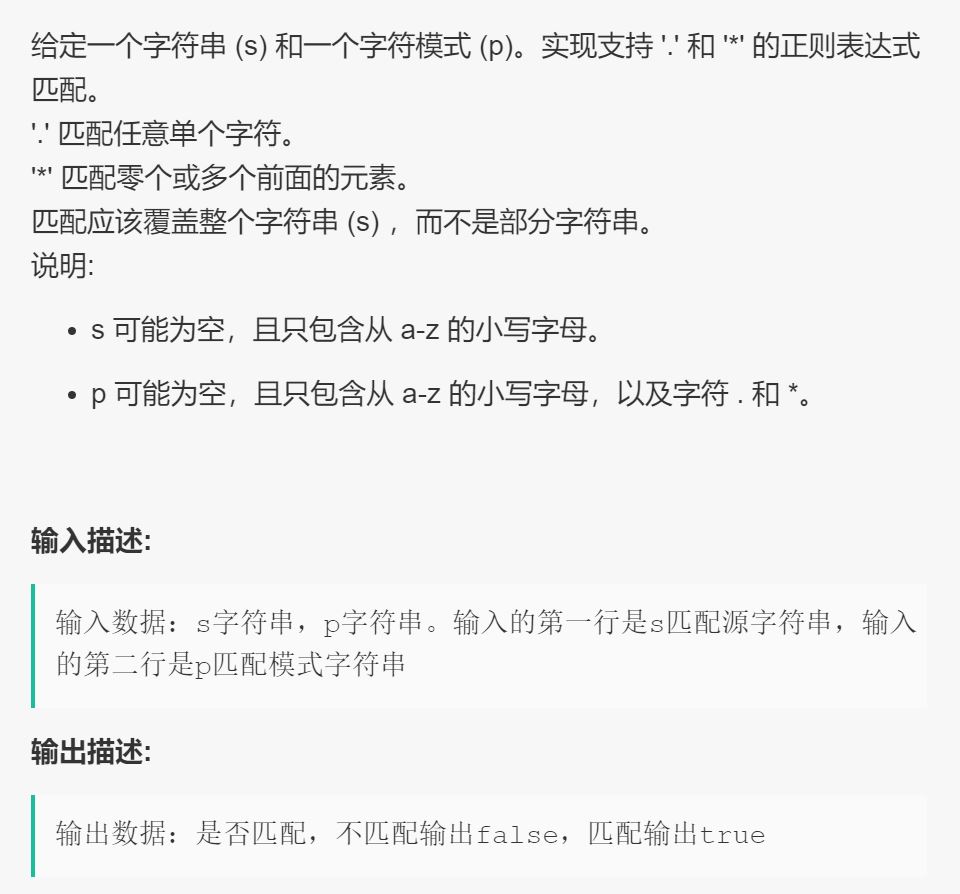 给定一个字符串 (s) 和一个字符模式 (p)。实现支持 '.' 和 '*' 的正则表达式
匹配。
'.' 匹配任意单个字符。
'*' 匹配零个或多个前面的元素。
匹配应该覆盖整个字符串 (s) ，而不是部分字符串。
说明:
• s 可能为空，且只包含从 a-z 的小写字母。
• p 可能为空，且只包含从 a-z 的小写字母，以及字符 . 和 *。
输入描述:
输入数据：s字符串，p字符串。输入的第一行是s匹配源字符串，输入
的第二行是p匹配模式字符串
输出描述:
输出数据：是否匹配，不匹配输出false，匹配输出true